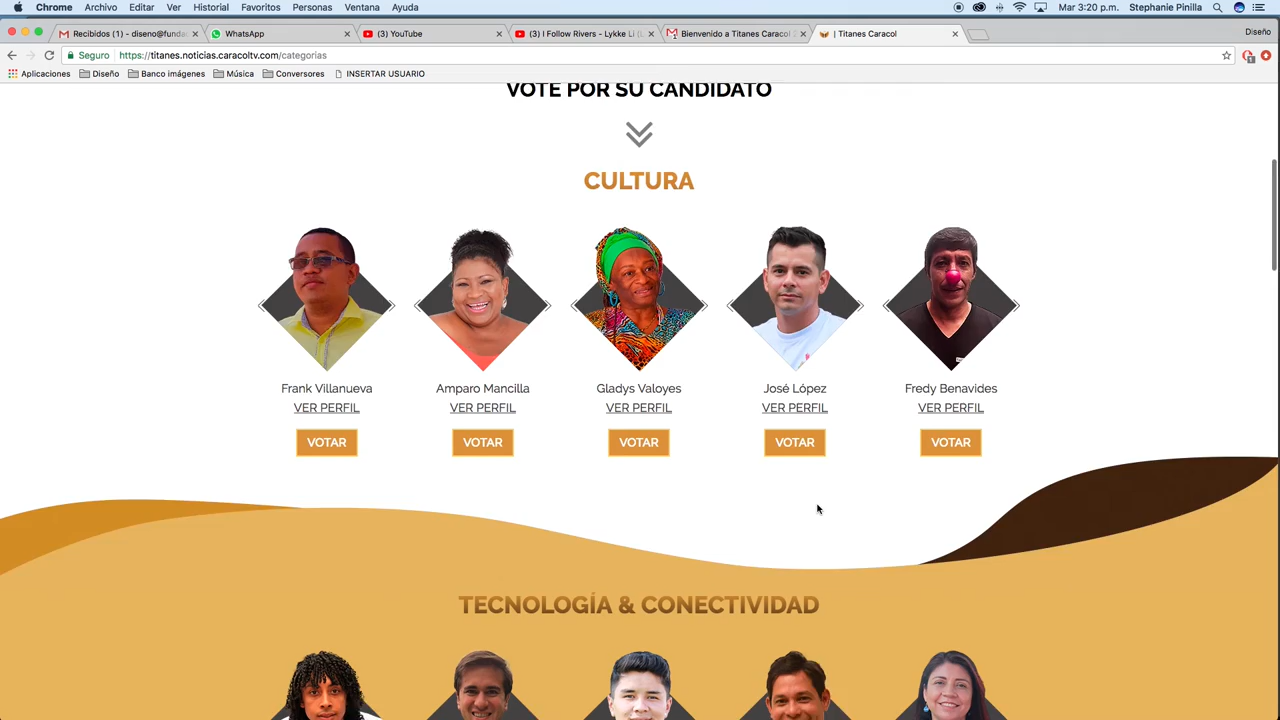 Chrome Archivo Editar Ver Historial Favoritos Personas Ventana Ayuda
Mar 3:20 p.m. Stephanie Pinilla
Recibidos (1) - diseno@funda
WhatsApp
(3) YouTube
(3) I Follow Rivers - Lykke Li (L
Bienvenido a Titanes Caracol 2
| Titanes Caracol
Diseño
Seguro https://titanes.noticias.caracoltv.com/categorias
Aplicaciones Diseño Banco imágenes Música Conversores INSERTAR USUARIO
VOTE POR SU CANDIDATO
CULTURA
Frank Villanueva Amparo Mancilla Gladys Valoyes José López Fredy Benavides
VER PERFIL VER PERFIL VER PERFIL VER PERFIL VER PERFIL
VOTAR VOTAR VOTAR VOTAR VOTAR
TECNOLOGÍA & CONECTIVIDAD